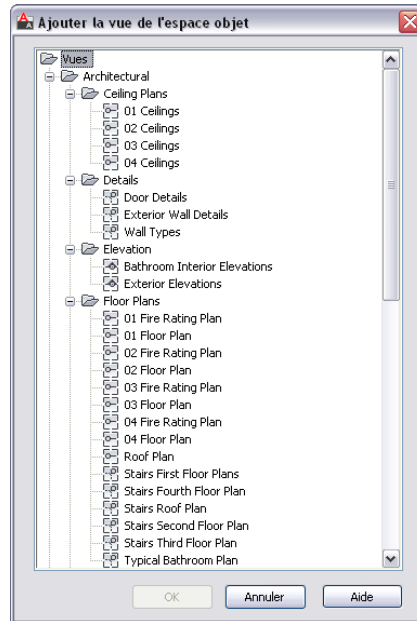 Ajouter la vue de l'espace objet
Vues
Architectural
Ceiling Plans
01 Ceilings
02 Ceilings
03 Ceilings
04 Ceilings
Details
Door Details
Exterior Wall Details
Wall Types
Elevation
Bathroom Interior Elevations
Exterior Elevations
Floor Plans
01 Fire Rating Plan
01 Floor Plan
02 Fire Rating Plan
02 Floor Plan
03 Fire Rating Plan
03 Floor Plan
04 Fire Rating Plan
04 Floor Plan
Roof Plan
Stairs First Floor Plans
Stairs Fourth Floor Plan
Stairs Roof Plan
Stairs Second Floor Plan
Stairs Third Floor Plan
Typical Bathroom Plan
OK Annuler Aide